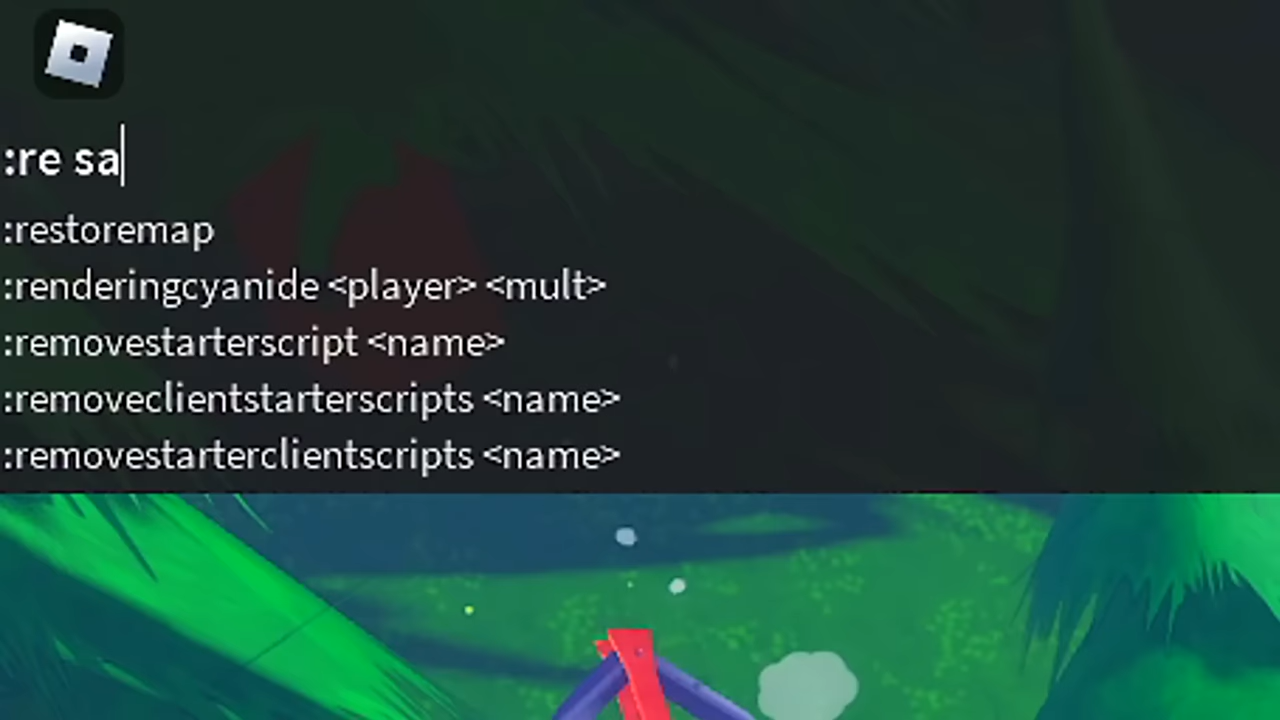 :re sa
:restoremap
:renderingcyanide <player> <mult>
:removestarterscript <name>
:removeclientstarterscripts <name>
:removestarterclientscripts <name>